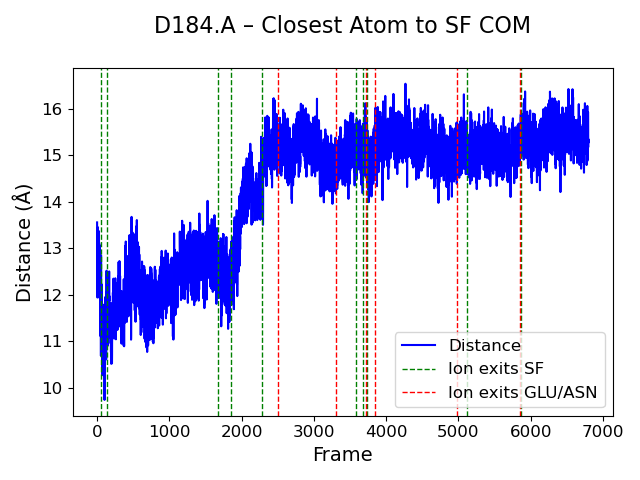 D184.A – Closest Atom to SF COM
16
15
14
13
12
11
10
Distance (Å)
Distance
Ion exits SF
Ion exits GLU/ASN
0 1000 2000 3000 4000 5000 6000 7000
Frame